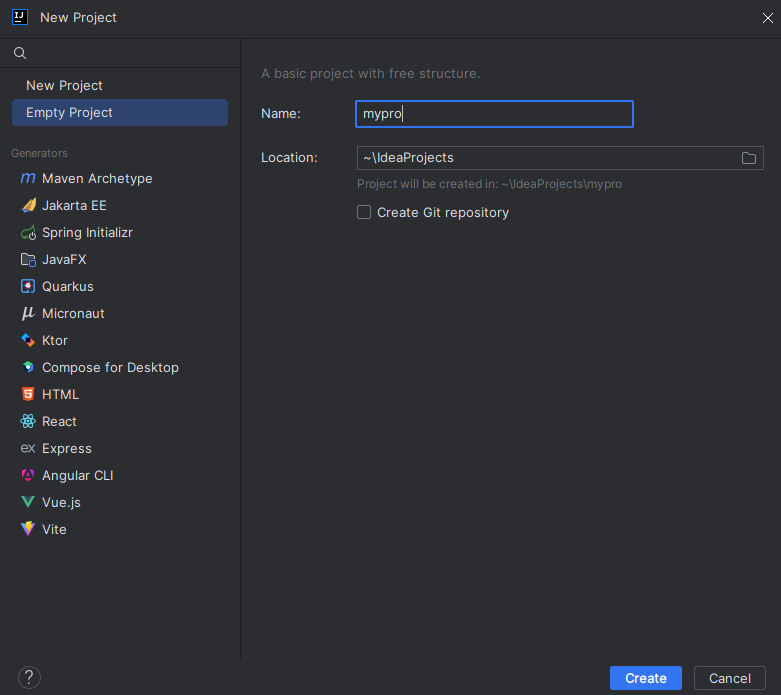 New Project
New Project
Empty Project
Generators
Maven Archetype
Jakarta EE
Spring Initializr
JavaFX
Quarkus
Micronaut
Ktor
Compose for Desktop
HTML
React
Express
Angular CLI
Vue.js
Vite
A basic project with free structure.
Name: mypro
Location: ~\IdeaProjects
Project will be created in: ~\IdeaProjects\mypro
Create Git repository
? Create Cancel